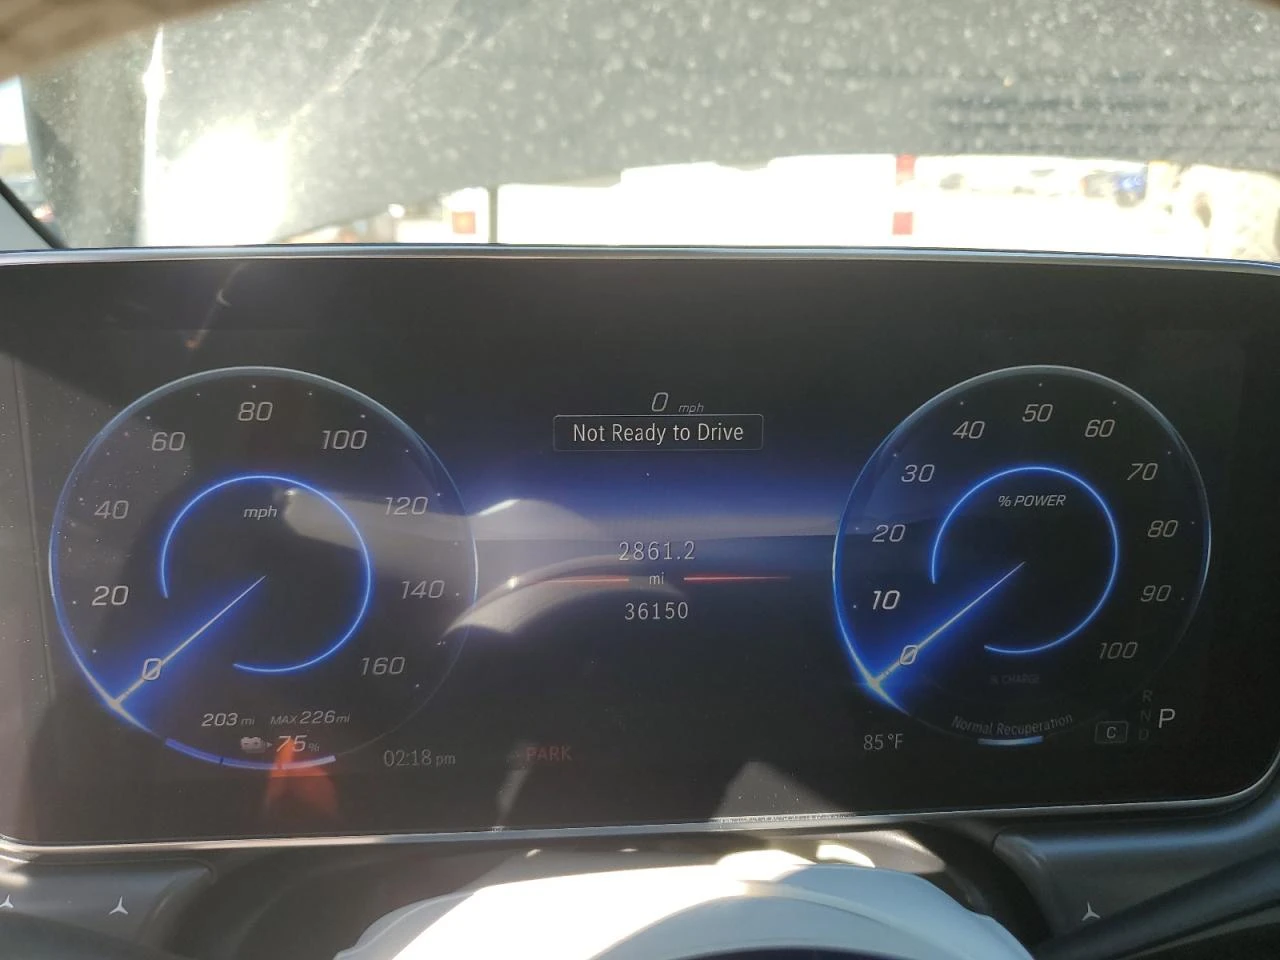 0 mph
Not Ready to Drive
80
60
100
40
120
mph
20
140
0
160
203 mi MAX 226 mi
75 %
02:18 pm
2861.2
mi
36150
PARK
50
40
60
30
70
% POWER
20
80
10
90
0
100
% CHARGE
Normal Recuperation
85°F
C
R
N
D
P